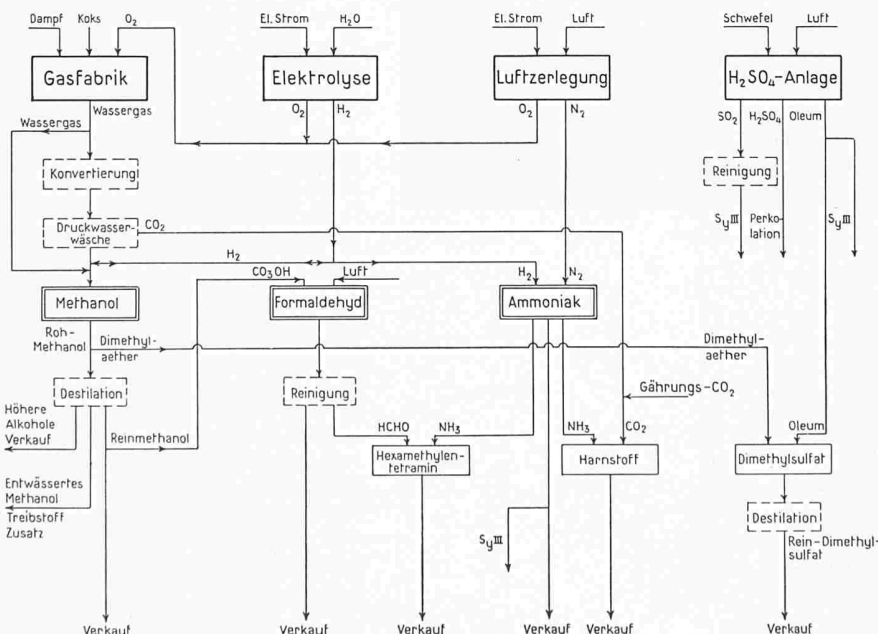 Dampf Koks O₂
El. Strom H₂O
El. Strom Luft
Schwefel Luft
Gasfabrik
Elektrolyse
Luftzerlegung
H₂SO₄-Anlage
Wassergas
Wassergas
O₂ H₂
O₂ N₂
SO₂ H₂SO₄ Oleum
Konvertierung
Reinigung
Druckwasser-
wäsche
CO₂
SyIII
Perko-
lation
SyIII
H₂
CO₃OH
Luft
H₂ N₂
Methanol
Formaldehyd
Ammoniak
Roh-
Methanol
Dimethyl-
aether
Dimethyl-
aether
Destilation
Reinigung
Gährungs-CO₂
Höhere
Alkohole
Verkauf
Reinmethanol
HCHO NH₃
NH₃ CO₂
Oleum
Hexamethylen-
tetramin
Harnstoff
Dimethylsulfat
Entwässertes
Methanol
Treibstoff
Zusatz
SyIII
Destilation
Rein-Dimethyl-
sulfat
Verkauf
Verkauf
Verkauf
Verkauf
Verkauf
Verkauf